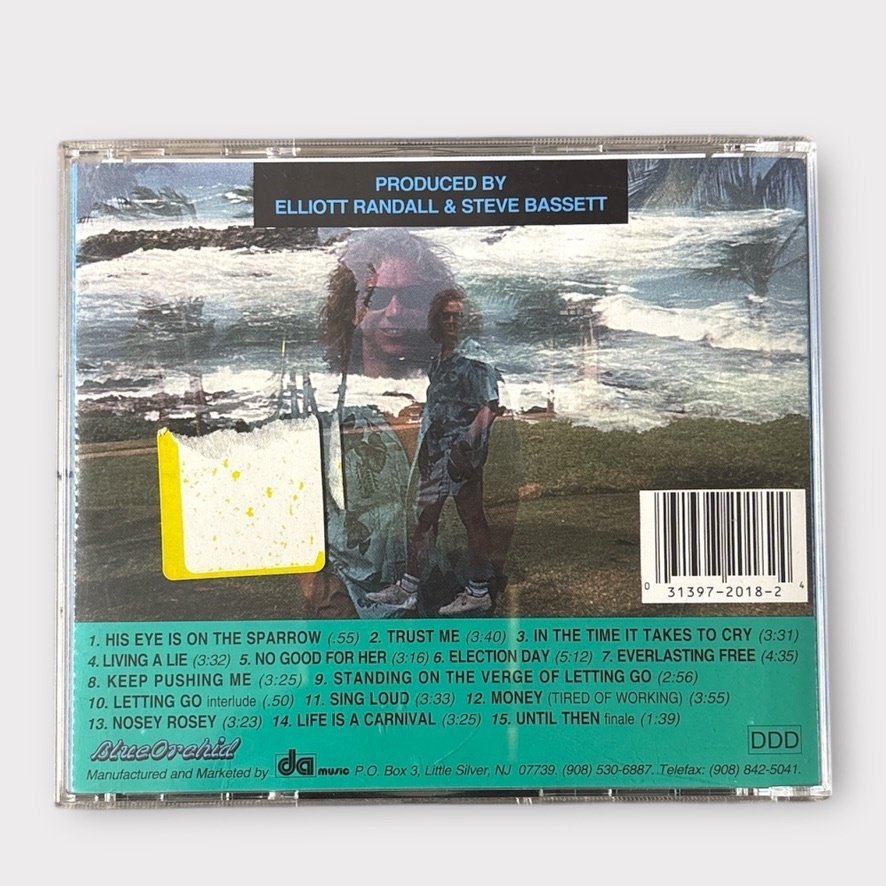 PRODUCED BY
ELLIOTT RANDALL & STEVE BASSETT
0 31397-2018-2 4
1. HIS EYE IS ON THE SPARROW (.55) 2. TRUST ME (3:40) 3. IN THE TIME IT TAKES TO CRY (3:31)
4. LIVING A LIE (3:32) 5. NO GOOD FOR HER (3:16) 6. ELECTION DAY (5:12) 7. EVERLASTING FREE (4:35)
8. KEEP PUSHING ME (3:25) 9. STANDING ON THE VERGE OF LETTING GO (2:56)
10. LETTING GO interlude (.50) 11. SING LOUD (3:33) 12. MONEY (TIRED OF WORKING) (3:55)
13. NOSEY ROSEY (3:23) 14. LIFE IS A CARNIVAL (3:25) 15. UNTIL THEN finale (1:39)
BlueOrchid DDD
Manufactured and Marketed by da music P.O. Box 3, Little Silver, NJ 07739. (908) 530-6887. Telefax: (908) 842-5041.